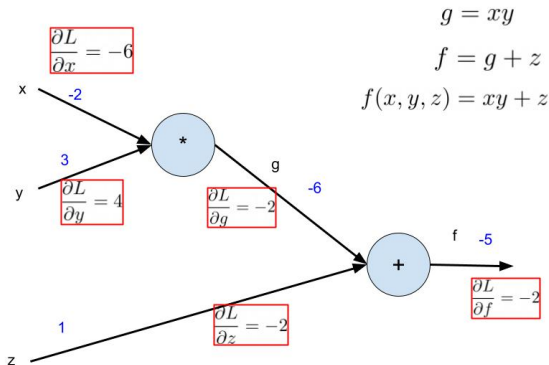 g = xy
f = g + z
f(x, y, z) = xy + z
∂L/∂x = −6
x
-2
*
3
y
∂L/∂y = 4
g
-6
∂L/∂g = −2
f
-5
+
∂L/∂f = −2
1
∂L/∂z = −2
z